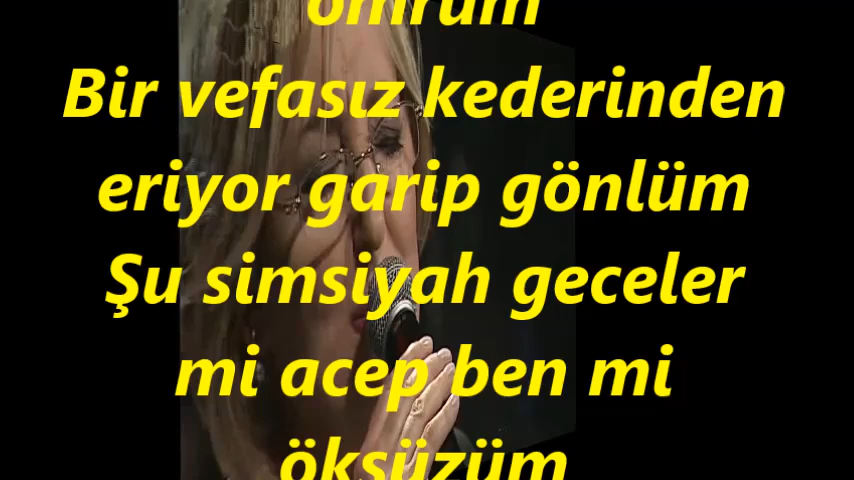 ömrüm
Bir vefasız kederinden
eriyor garip gönlüm
Şu simsiyah geceler
mi acep ben mi
öksüzüm